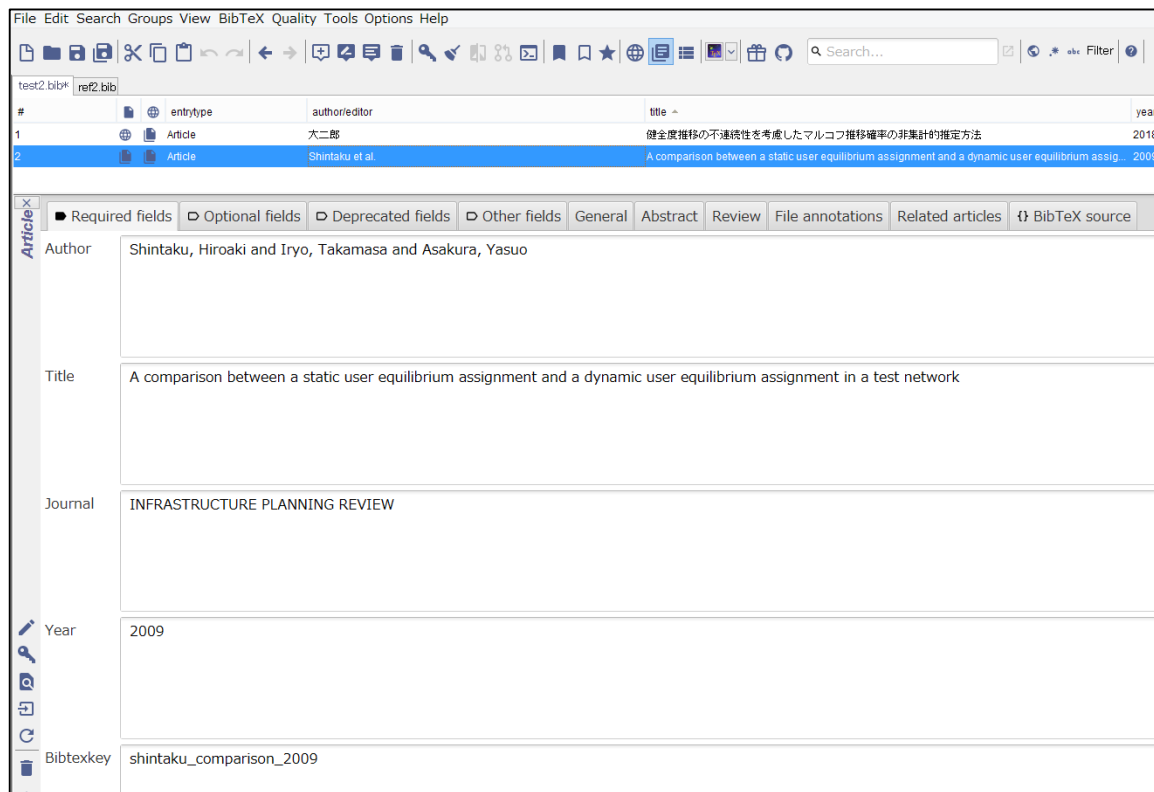 File Edit Search Groups View BibTeX Quality Tools Options Help
Search... abc Filter
test2.bib* ref2.bib
# entrytype author/editor title year
1 Article 大二郎 健全度推移の不連続性を考慮したマルコフ推移確率の非集計的推定方法 2018
2 Article Shintaku et al. A comparison between a static user equilibrium assignment and a dynamic user equilibrium assig... 2009
Article
Required fields Optional fields Deprecated fields Other fields General Abstract Review File annotations Related articles {} BibTeX source
Author Shintaku, Hiroaki and Iryo, Takamasa and Asakura, Yasuo
Title A comparison between a static user equilibrium assignment and a dynamic user equilibrium assignment in a test network
Journal INFRASTRUCTURE PLANNING REVIEW
Year 2009
Bibtexkey shintaku_comparison_2009